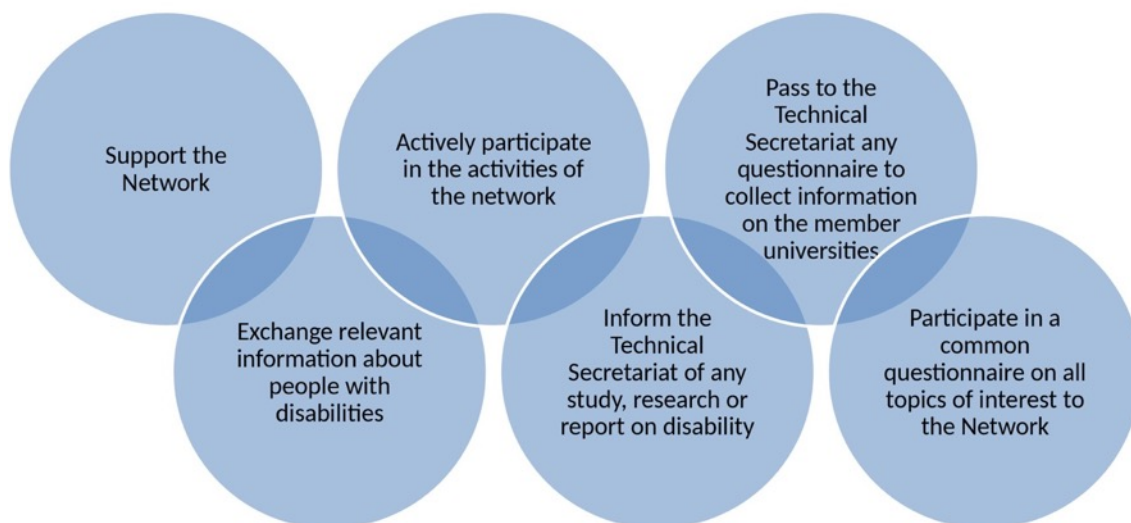 Support the
Network
Exchange relevant
information about
people with
disabilities
Actively participate
in the activities of
the network
Inform the
Technical
Secretariat of any
study, research or
report on disability
Pass to the
Technical
Secretariat any
questionnaire to
collect information
on the member
universities
Participate in a
common
questionnaire on all
topics of interest to
the Network